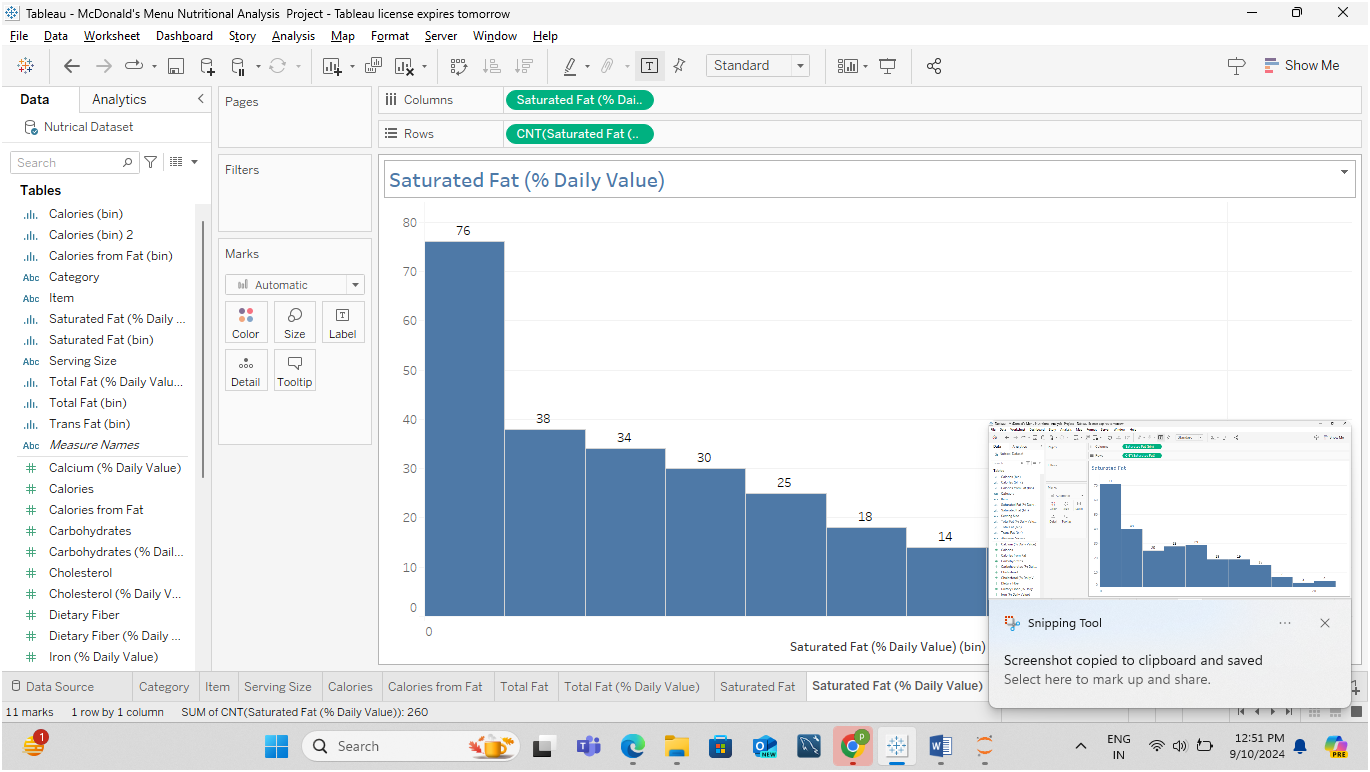 Tableau - McDonald's Menu Nutritional Analysis Project - Tableau license expires tomorrow
File Data Worksheet Dashboard Story Analysis Map Format Server Window Help
Standard
Show Me
Data Analytics
Nutrical Dataset
Search
Tables
Calories (bin)
Calories (bin) 2
Calories from Fat (bin)
Abc Category
Abc Item
Saturated Fat (% Daily ...
Saturated Fat (bin)
Abc Serving Size
Total Fat (% Daily Valu...
Total Fat (bin)
Trans Fat (bin)
Abc Measure Names
Calcium (% Daily Value)
Calories
Calories from Fat
Carbohydrates
Carbohydrates (% Dail...
Cholesterol
Cholesterol (% Daily V...
Dietary Fiber
Dietary Fiber (% Daily ...
Iron (% Daily Value)
Pages
Filters
Marks
Automatic
Color Size Label
Detail Tooltip
Columns Saturated Fat (% Dai..
Rows CNT(Saturated Fat (..
Saturated Fat (% Daily Value)
80
70
60
50
40
30
20
10
0
76
38
34
30
25
18
14
0
Saturated Fat (% Daily Value) (bin)
Saturated Fat
Snipping Tool
Screenshot copied to clipboard and saved
Select here to mark up and share.
Data Source Category Item Serving Size Calories Calories from Fat Total Fat Total Fat (% Daily Value) Saturated Fat Saturated Fat (% Daily Value)
11 marks 1 row by 1 column SUM of CNT(Saturated Fat (% Daily Value)): 260
1
Search
NEW
P
ENG
IN
12:51 PM
9/10/2024
PRE